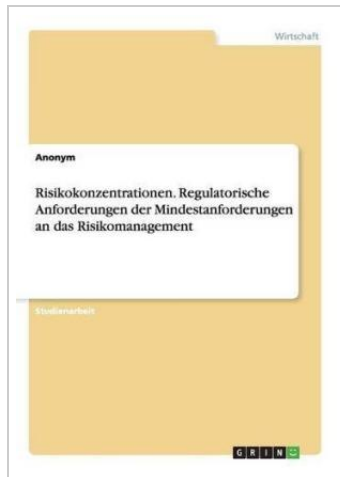 Wirtschaft
Anonym
Risikokonzentrationen. Regulatorische
Anforderungen der Mindestanforderungen
an das Risikomanagement
Studienarbeit
GRIN